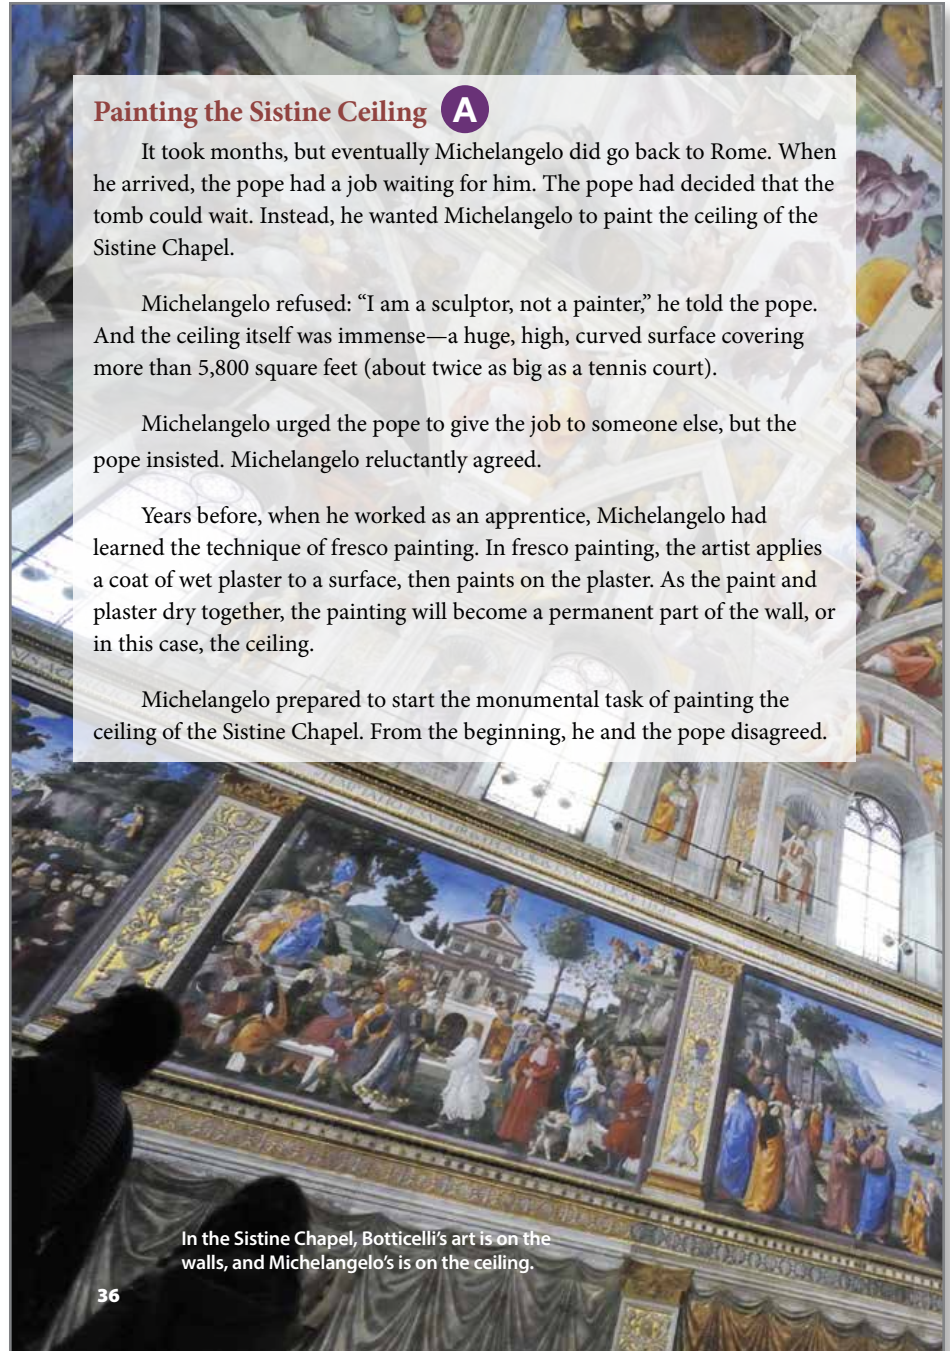 Painting the Sistine Ceiling A
It took months, but eventually Michelangelo did go back to Rome. When
he arrived, the pope had a job waiting for him. The pope had decided that the
tomb could wait. Instead, he wanted Michelangelo to paint the ceiling of the
Sistine Chapel.
Michelangelo refused: “I am a sculptor, not a painter,” he told the pope.
And the ceiling itself was immense—a huge, high, curved surface covering
more than 5,800 square feet (about twice as big as a tennis court).
Michelangelo urged the pope to give the job to someone else, but the
pope insisted. Michelangelo reluctantly agreed.
Years before, when he worked as an apprentice, Michelangelo had
learned the technique of fresco painting. In fresco painting, the artist applies
a coat of wet plaster to a surface, then paints on the plaster. As the paint and
plaster dry together, the painting will become a permanent part of the wall, or
in this case, the ceiling.
Michelangelo prepared to start the monumental task of painting the
ceiling of the Sistine Chapel. From the beginning, he and the pope disagreed.
In the Sistine Chapel, Botticelli’s art is on the
walls, and Michelangelo’s is on the ceiling.
36